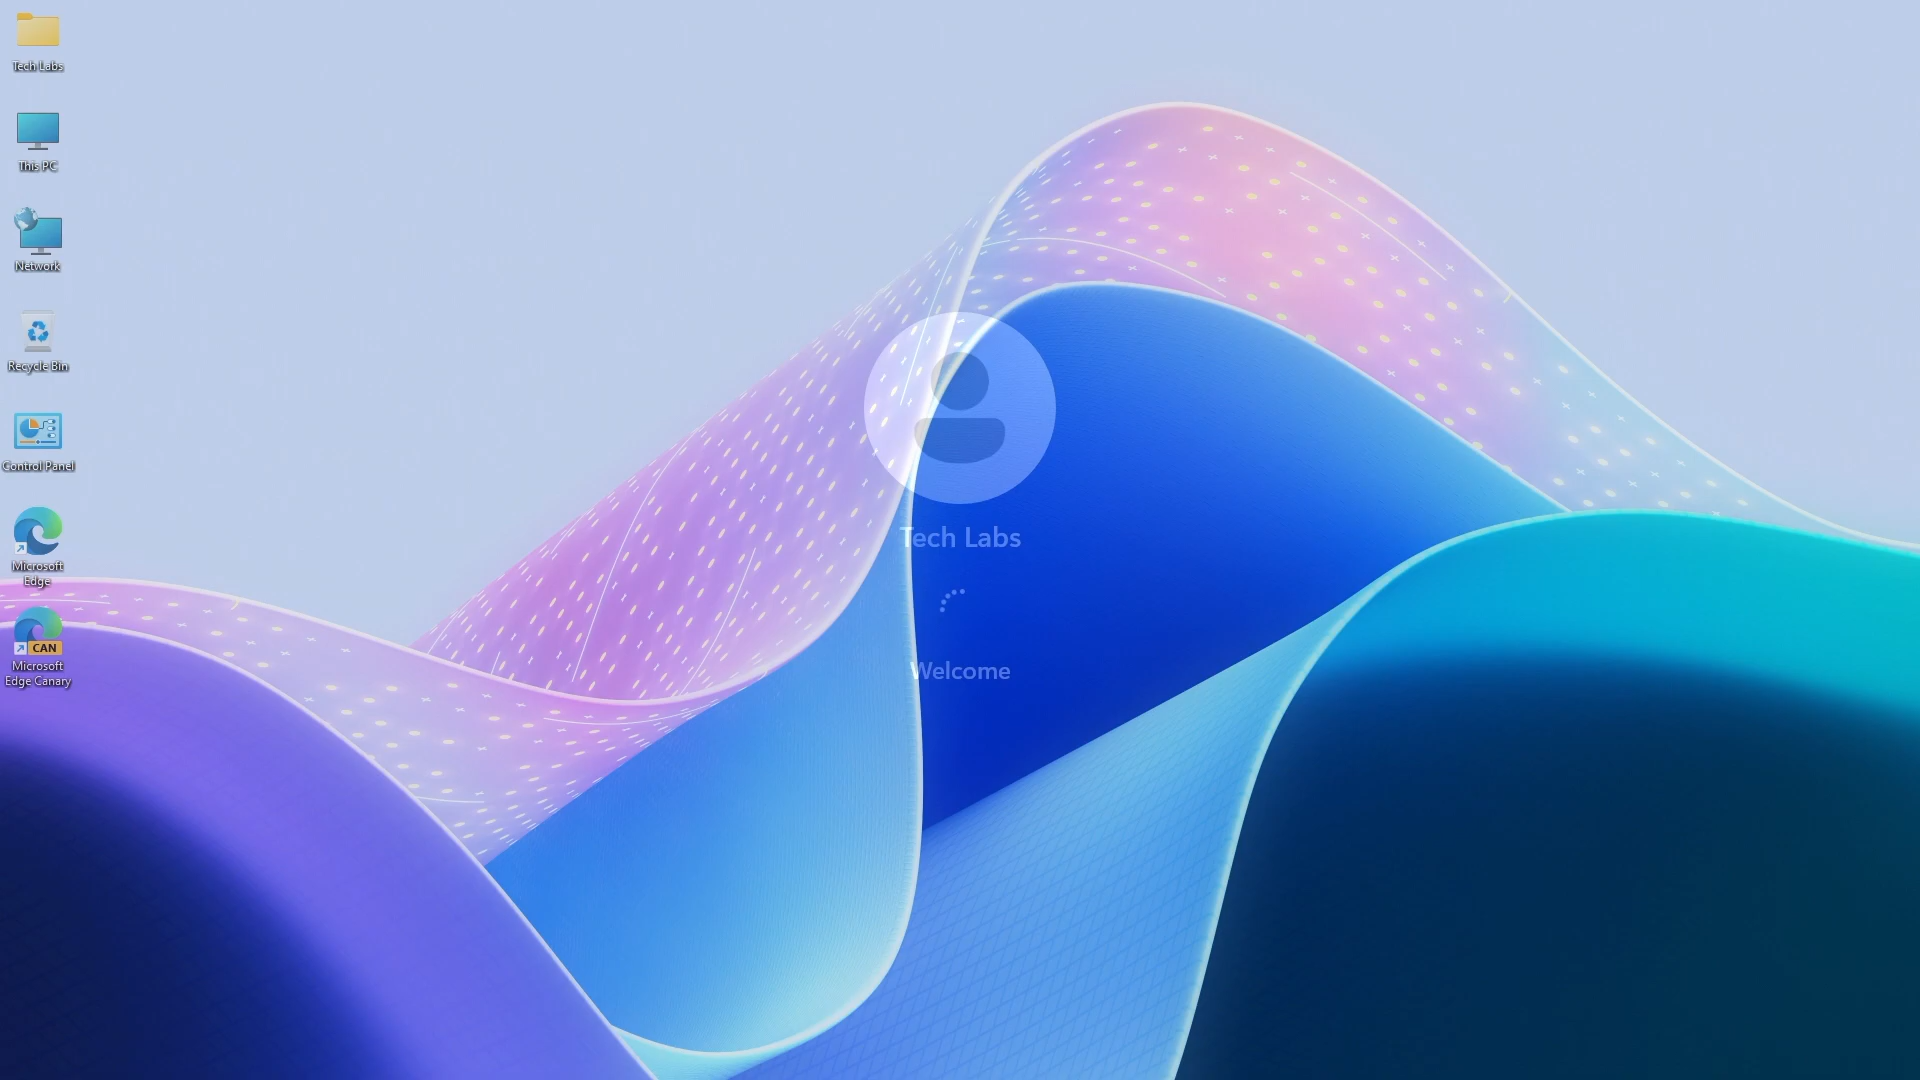 Tech Labs
This PC
Network
Recycle Bin
Control Panel
Microsoft
Edge
CAN
Microsoft
Edge Canary
Tech Labs
Welcome